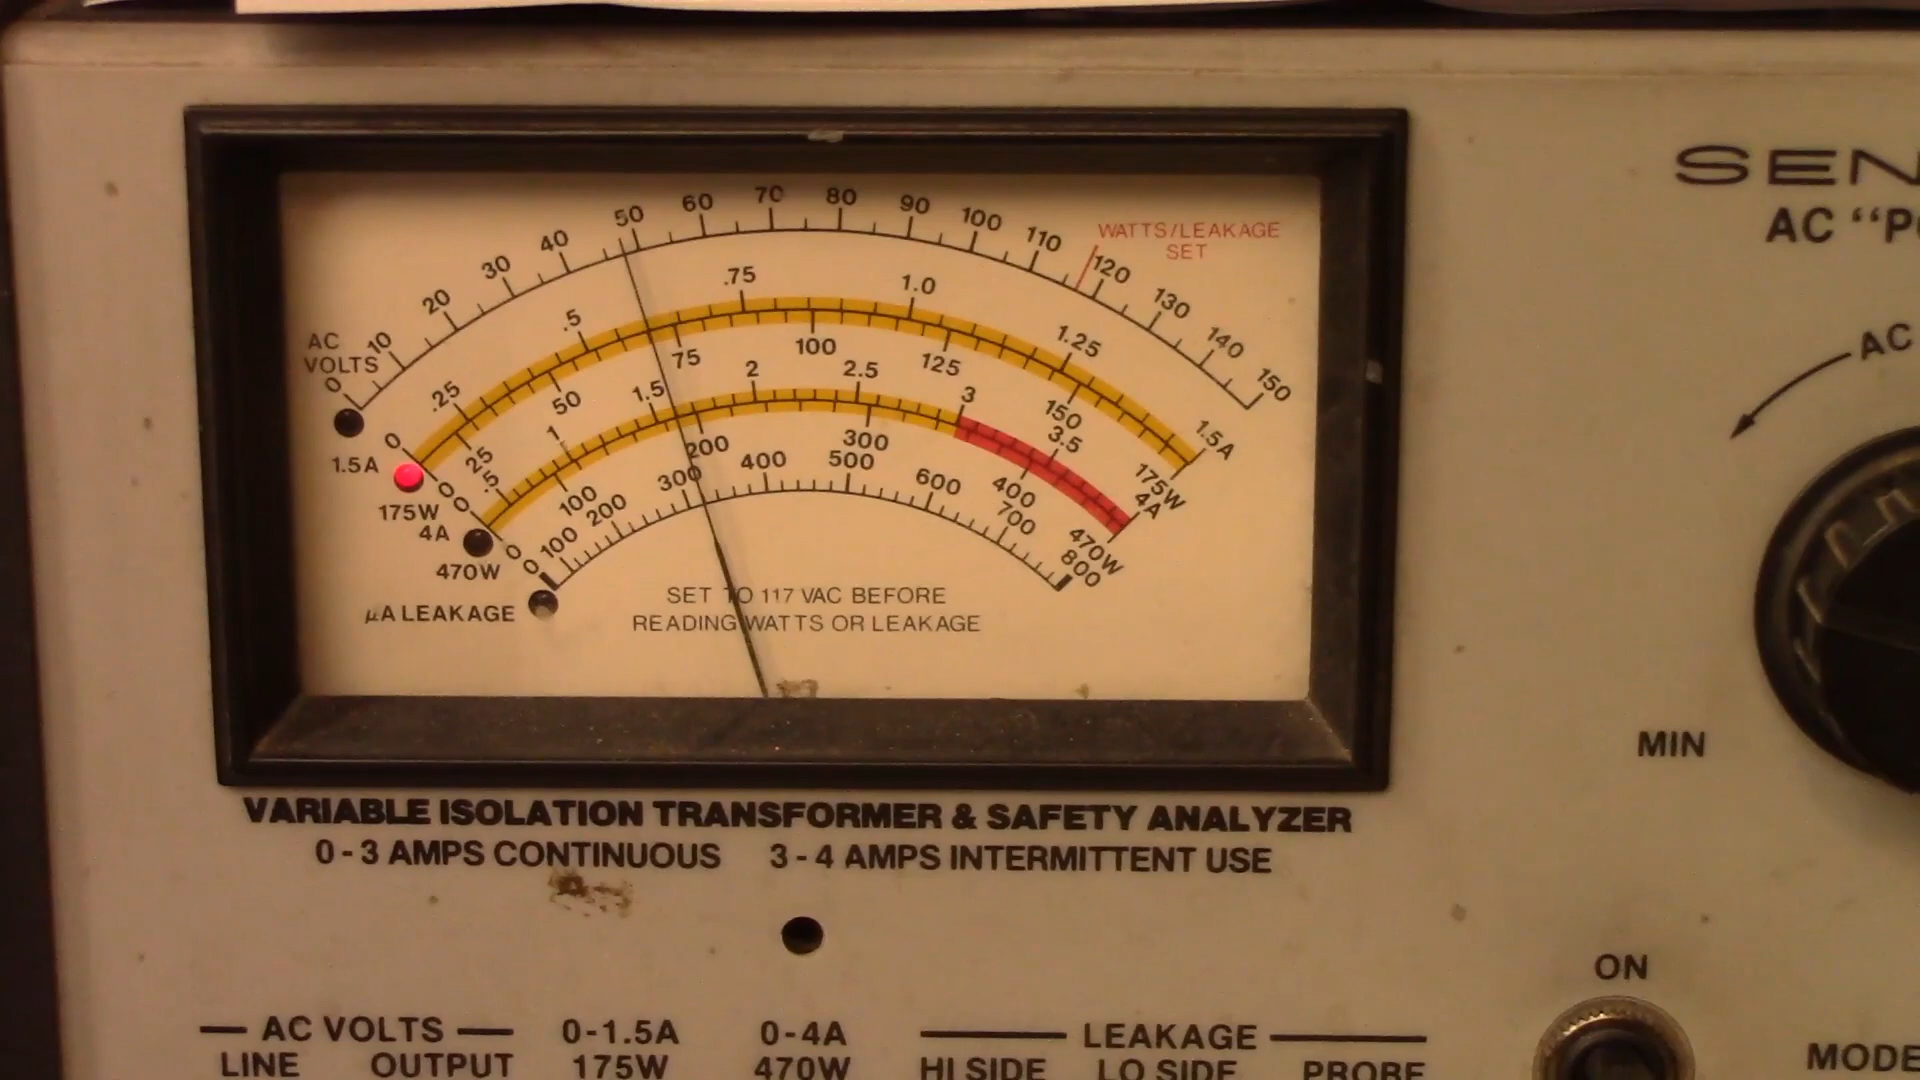 SEN
AC “P
0 10 20 30 40 50 60 70 80 90 100 110 120 130 140 150
WATTS/LEAKAGE
SET
AC
VOLTS
0 .25 .5 .75 1.0 1.25 1.5A
1.5A
0 25 50 75 100 125 150 175W
175W
0 .5 1 1.5 2 2.5 3 3.5 4A
4A
0 100 200 300 400 470W
470W
0 100 200 300 400 500 600 700 800
µA LEAKAGE
SET TO 117 VAC BEFORE
READING WATTS OR LEAKAGE
AC
MIN
VARIABLE ISOLATION TRANSFORMER & SAFETY ANALYZER
0-3 AMPS CONTINUOUS 3-4 AMPS INTERMITTENT USE
ON
AC VOLTS 0-1.5A 0-4A LEAKAGE
LINE OUTPUT 175W 470W HI SIDE LO SIDE PROBE
MODE